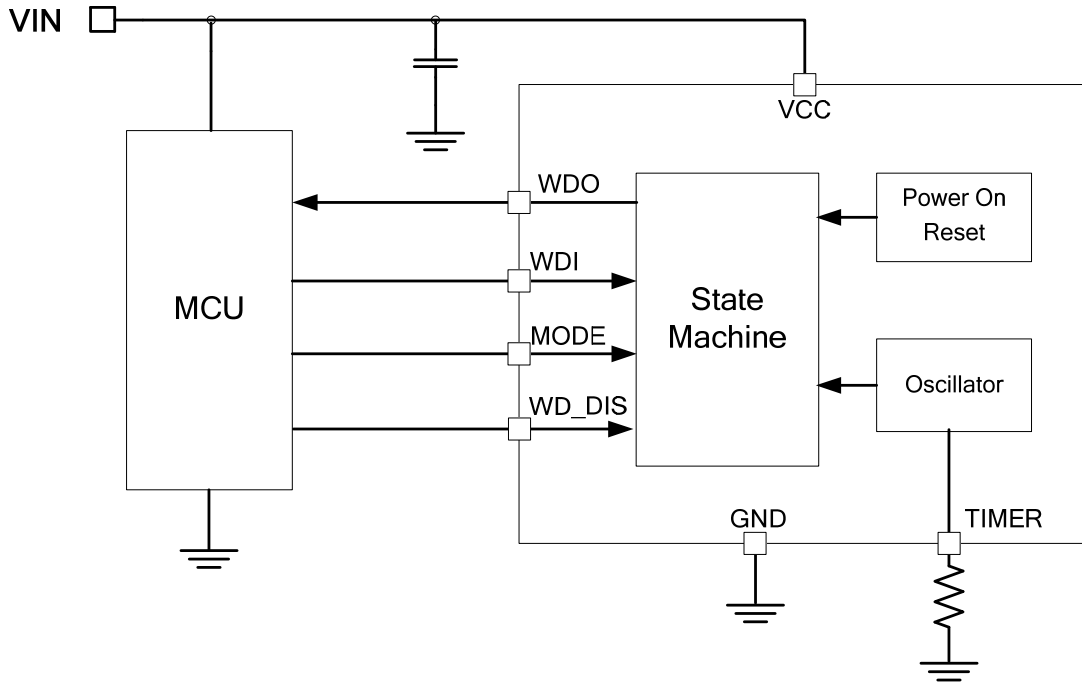 VIN
VCC
WDO
Power On
Reset
WDI
MCU
State
Machine
MODE
Oscillator
WD_DIS
GND
TIMER